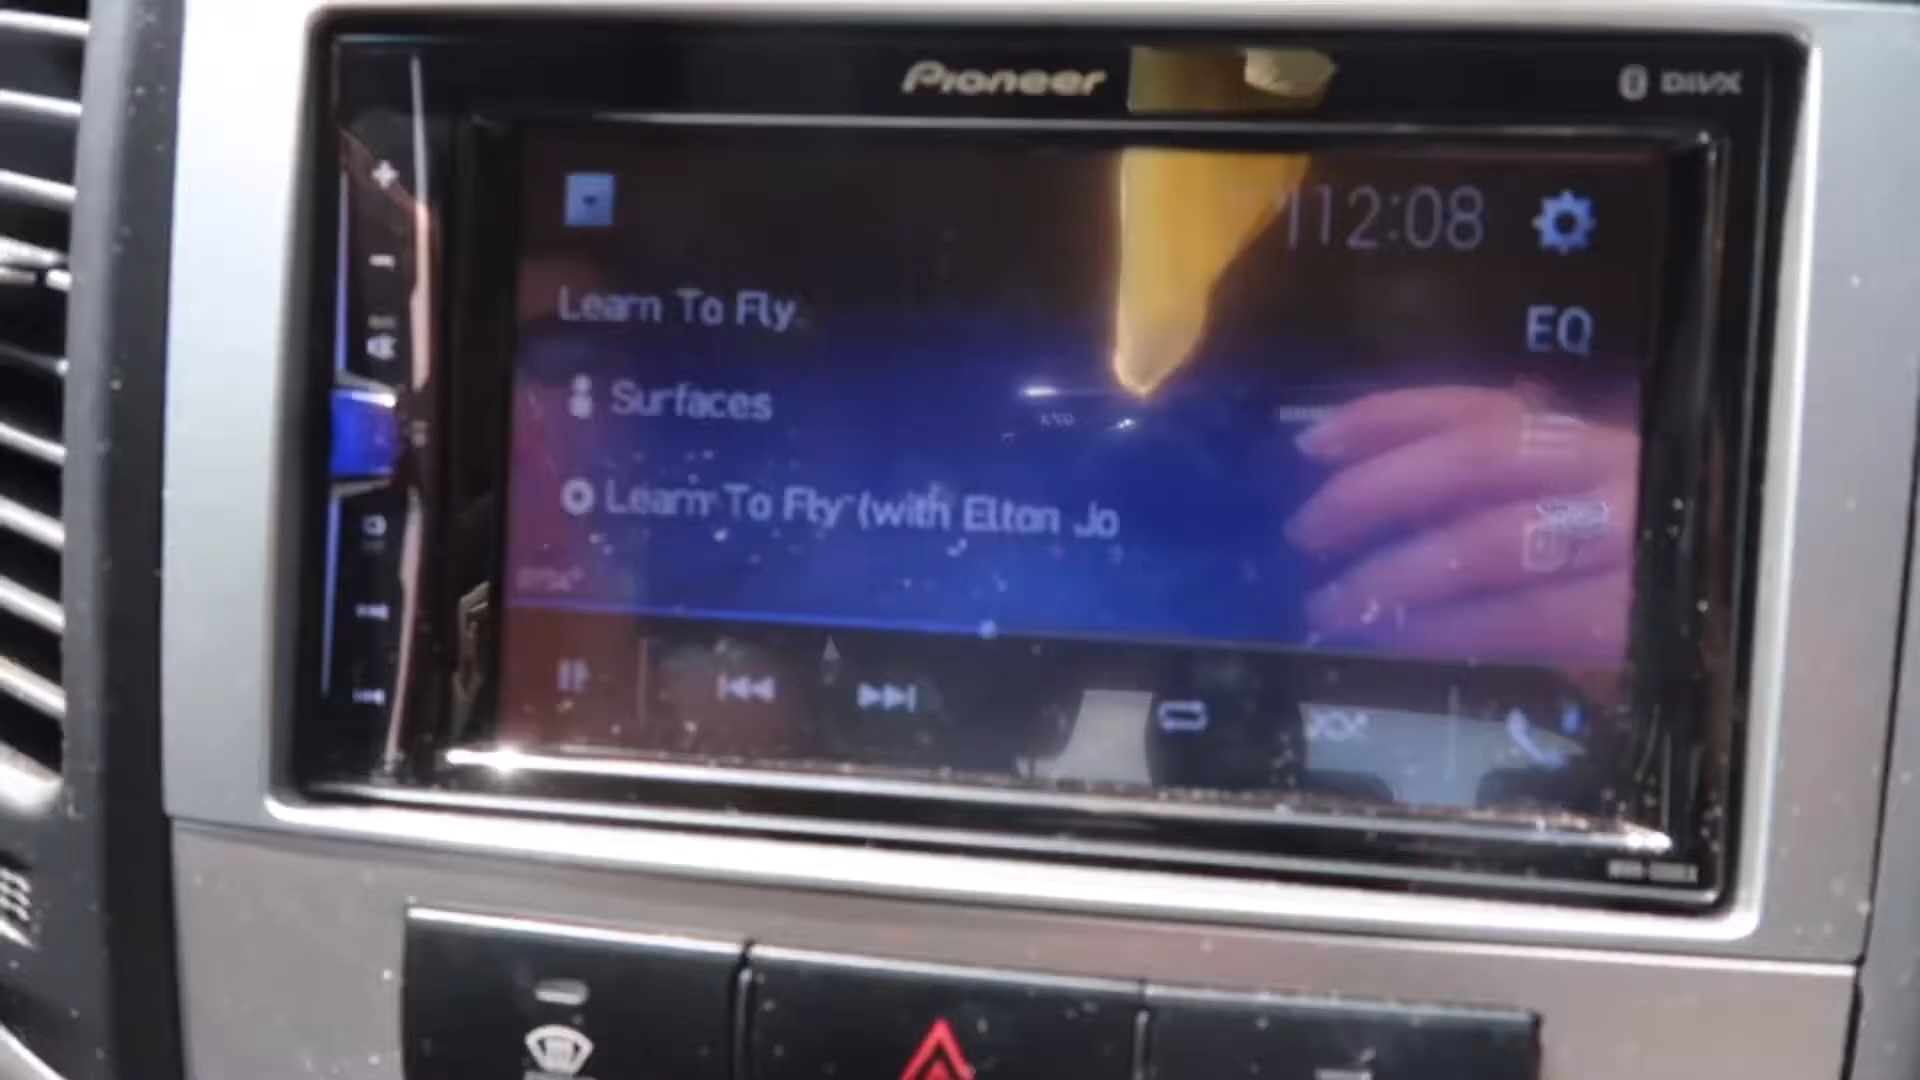 Pioneer
DIVX
12:08
Learn To Fly
EQ
Surfaces
Learn To Fly (with Elton Jo